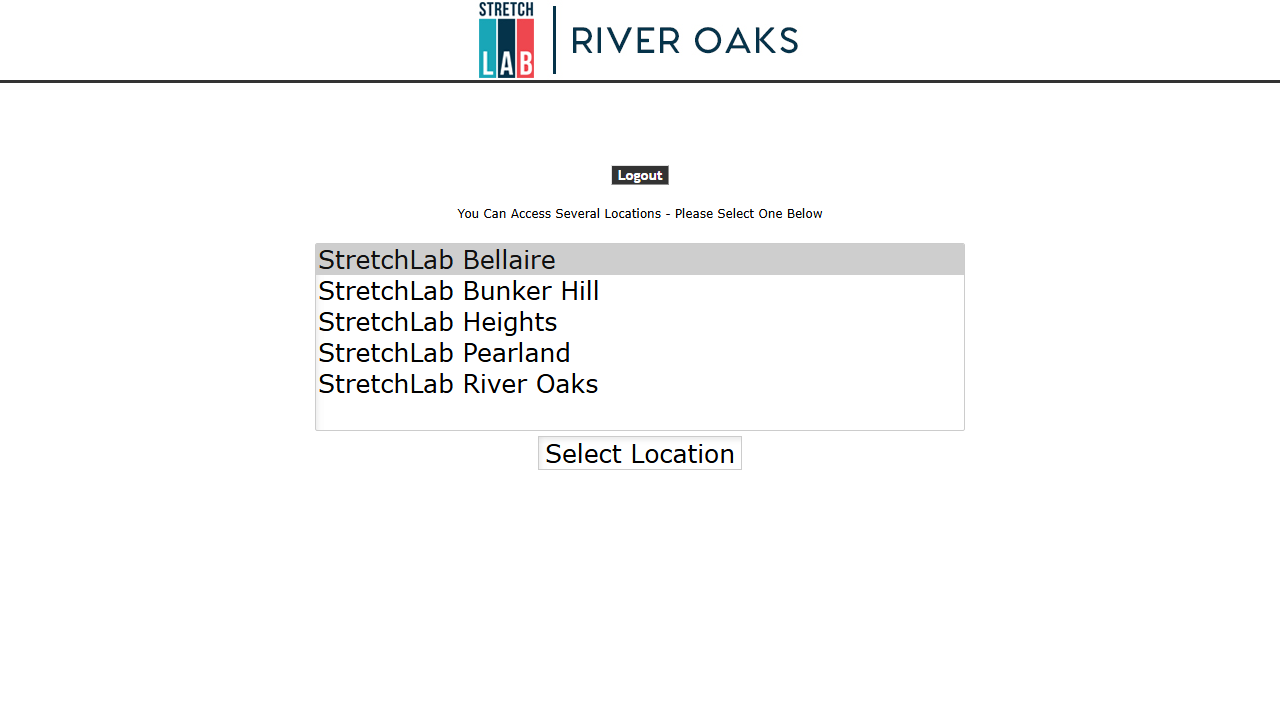 STRETCH
LAB
RIVER OAKS
Logout
You Can Access Several Locations - Please Select One Below
StretchLab Bellaire
StretchLab Bunker Hill
StretchLab Heights
StretchLab Pearland
StretchLab River Oaks
Select Location